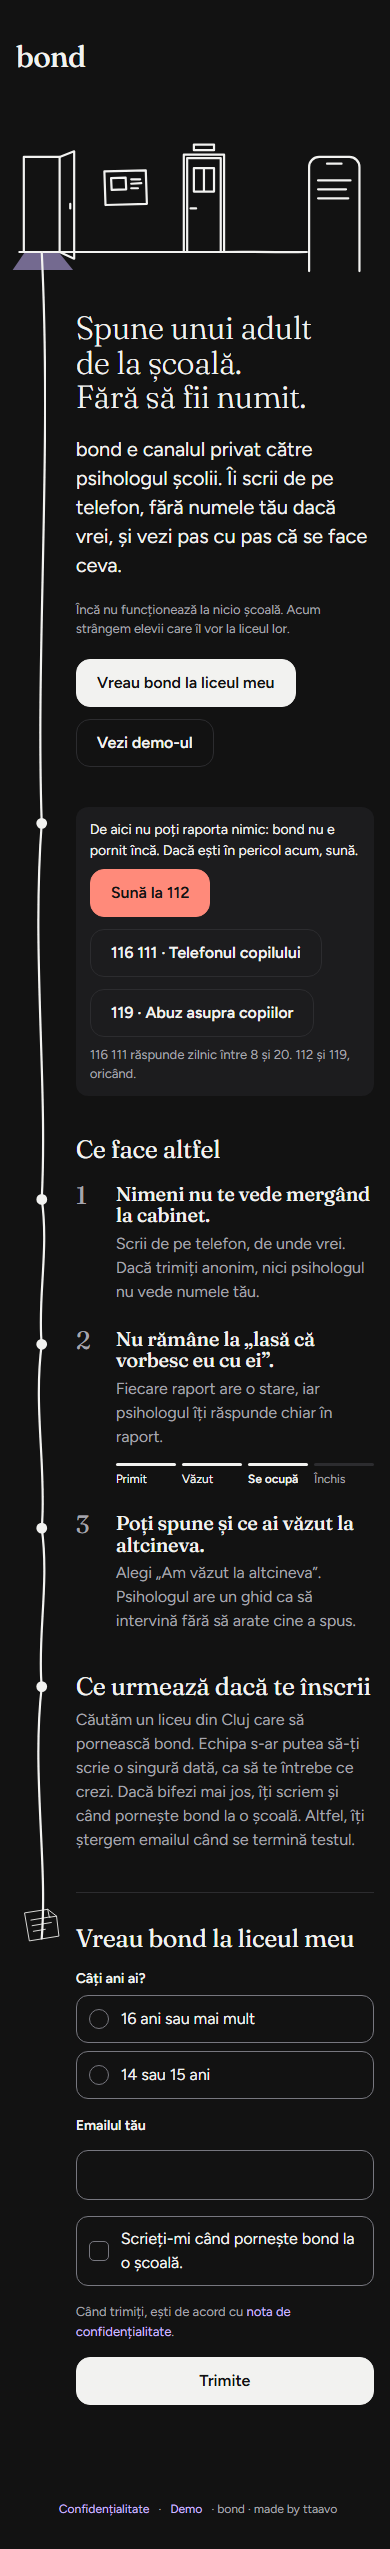 bond
Spune unui adult
de la școală.
Fără să fii numit.
bond e canalul privat către
psihologul școlii. Îi scrii de pe
telefon, fără numele tău dacă
vrei, și vezi pas cu pas că se face
ceva.
Încă nu funcționează la nicio școală. Acum
strângem elevii care îl vor la liceul lor.
Vreau bond la liceul meu
Vezi demo-ul
De aici nu poți raporta nimic: bond nu e
pornit încă. Dacă ești în pericol acum, sună.
Sună la 112
116 111 · Telefonul copilului
119 · Abuz asupra copiilor
116 111 răspunde zilnic între 8 și 20. 112 și 119,
oricând.
Ce face altfel
1
Nimeni nu te vede mergând
la cabinet.
Scrii de pe telefon, de unde vrei.
Dacă trimiți anonim, nici psihologul
nu vede numele tău.
2
Nu rămâne la „lasă că
vorbesc eu cu ei”.
Fiecare raport are o stare, iar
psihologul îți răspunde chiar în
raport.
Primit Văzut Se ocupă Închis
3
Poți spune și ce ai văzut la
altcineva.
Alegi „Am văzut la altcineva”.
Psihologul are un ghid ca să
intervină fără să arate cine a spus.
Ce urmează dacă te înscrii
Căutăm un liceu din Cluj care să
pornească bond. Echipa s-ar putea să-ți
scrie o singură dată, ca să te întrebe ce
crezi. Dacă bifezi mai jos, îți scriem și
când pornește bond la o școală. Altfel, îți
ștergem emailul când se termină testul.
Vreau bond la liceul meu
Câți ani ai?
16 ani sau mai mult
14 sau 15 ani
Emailul tău
Scrieți-mi când pornește bond la
o școală.
Când trimiți, ești de acord cu nota de
confidențialitate.
Trimite
Confidențialitate · Demo · bond · made by ttaavo